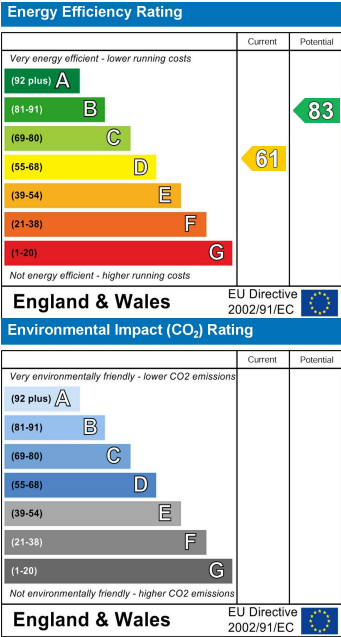 Energy Efficiency Rating
Current Potential
Very energy efficient - lower running costs
(92 plus) A
(81-91) B
83
(69-80) C
(55-68) D
61
(39-54) E
(21-38) F
(1-20) G
Not energy efficient - higher running costs
England & Wales
EU Directive
2002/91/EC
Environmental Impact (CO₂) Rating
Current Potential
Very environmentally friendly - lower CO2 emissions
(92 plus) A
(81-91) B
(69-80) C
(55-68) D
(39-54) E
(21-38) F
(1-20) G
Not environmentally friendly - higher CO2 emissions
England & Wales
EU Directive
2002/91/EC